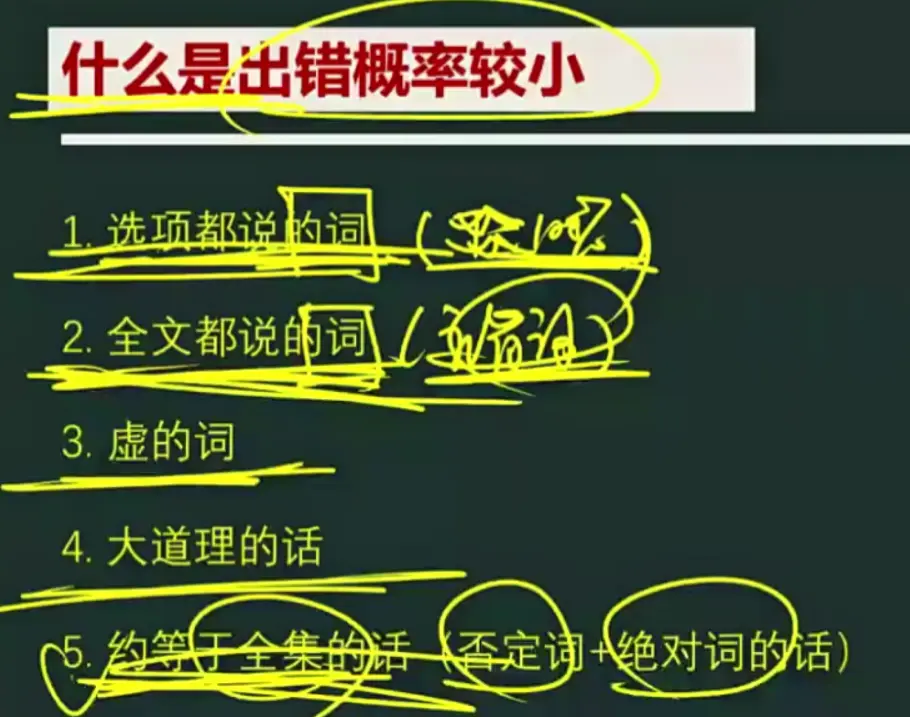 什么是出错概率较小
1. 选项都说的词
2. 全文都说的词
3. 虚的词
4. 大道理的话
5. 约等于全集的话（否定词+绝对词的话）